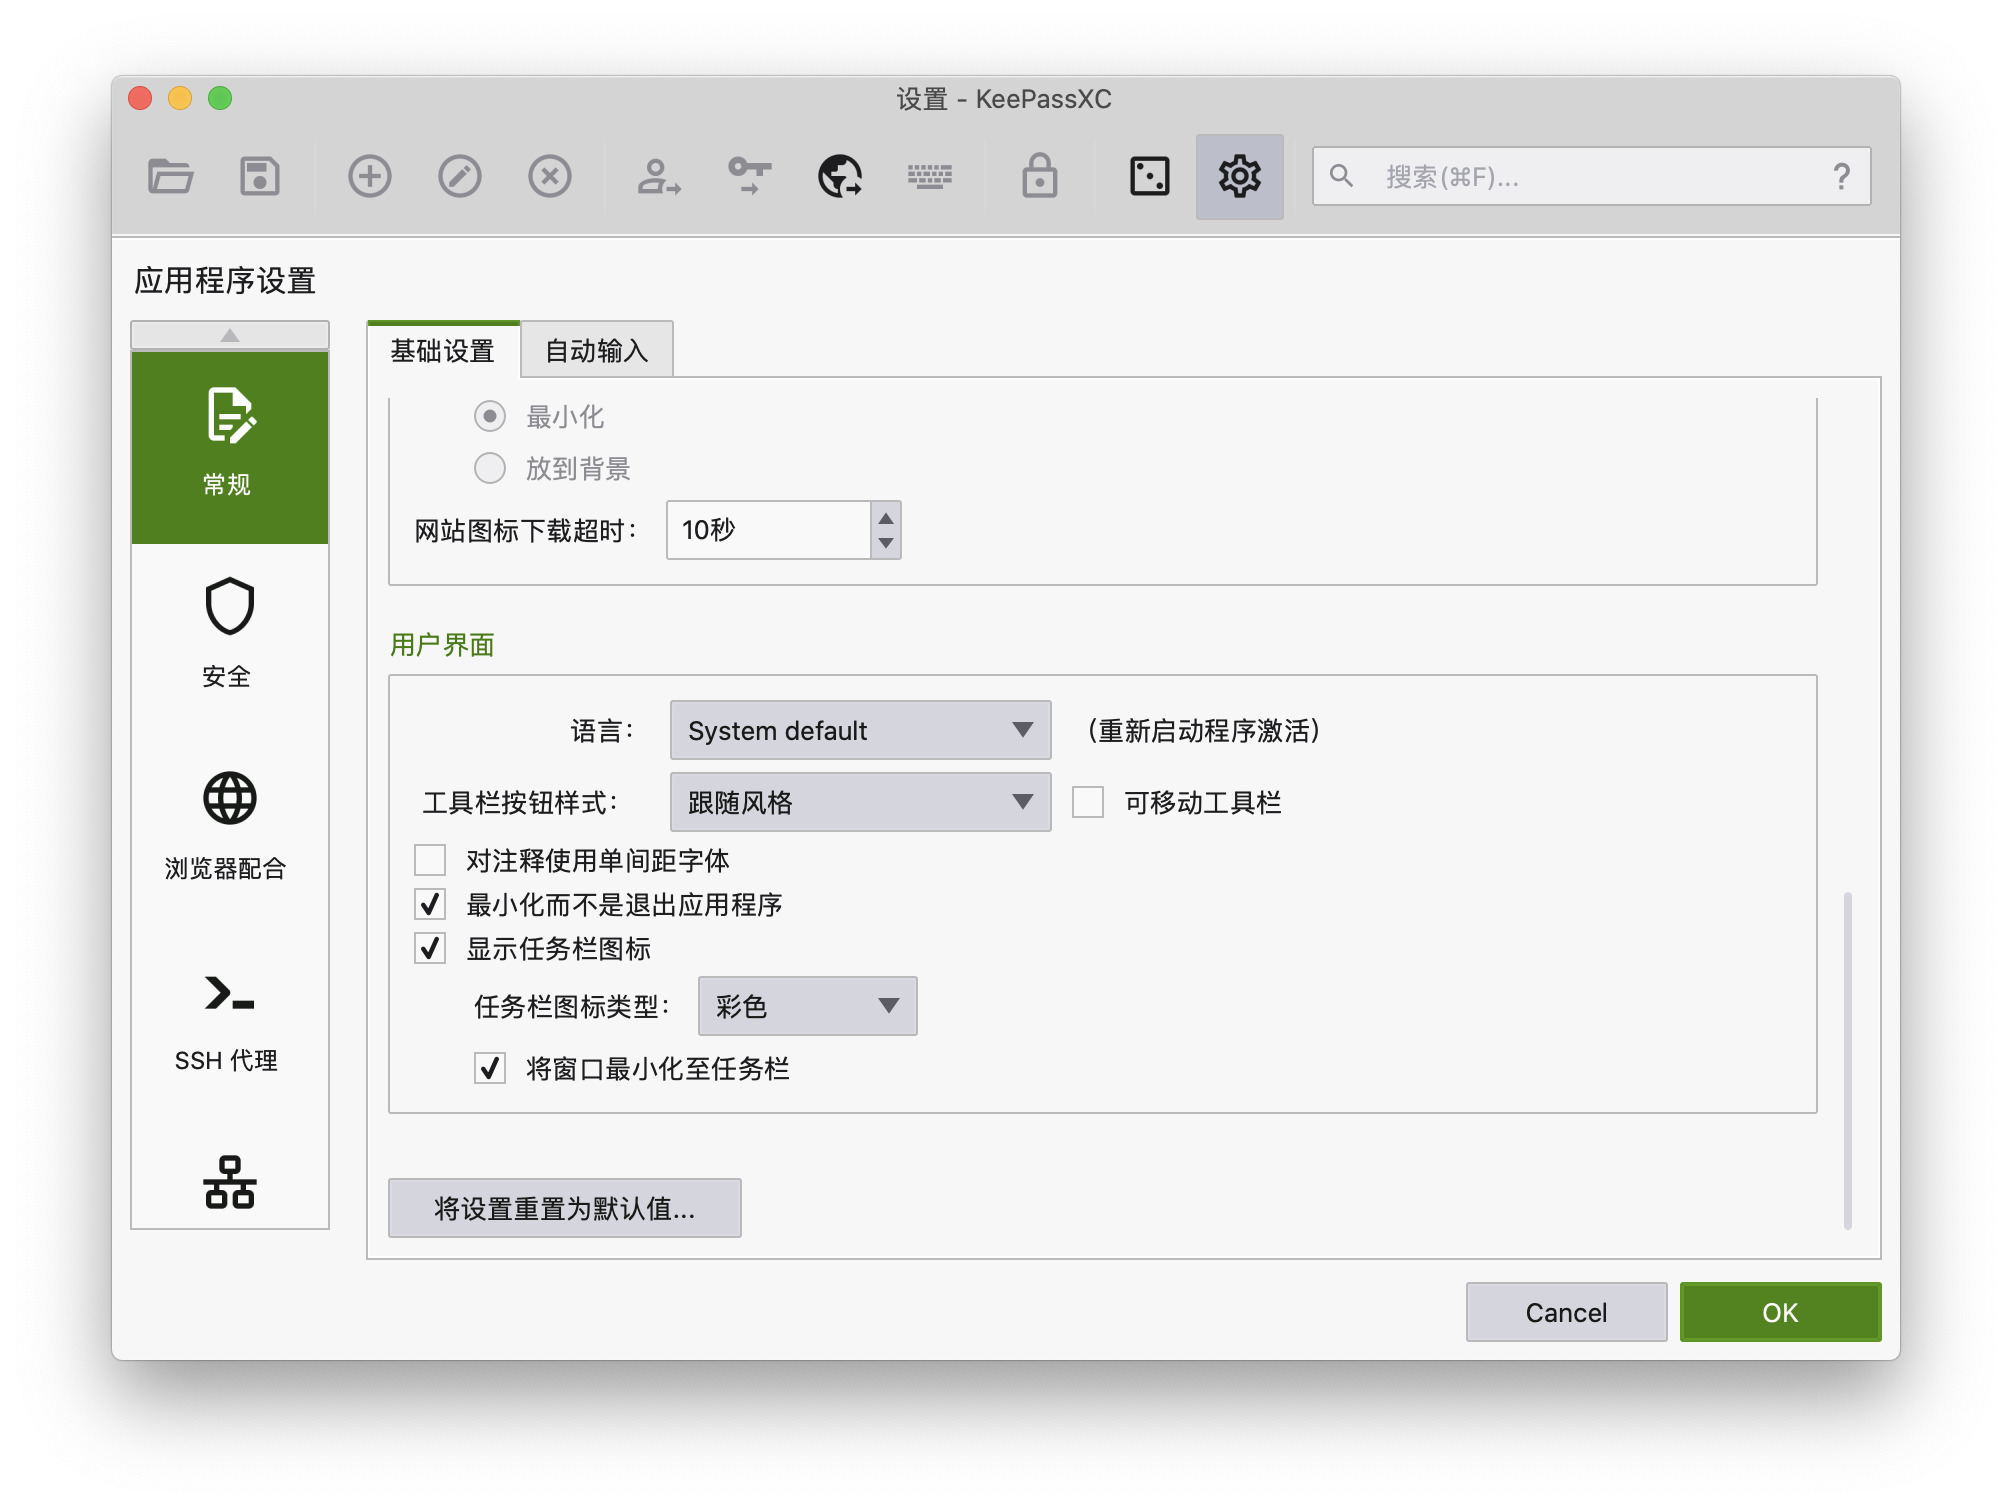 设置 - KeePassXC
搜索(⌘F)...
?
应用程序设置
常规
安全
浏览器配合
SSH 代理
基础设置
自动输入
最小化
放到背景
网站图标下载超时：
10秒
用户界面
语言：
System default
（重新启动程序激活）
工具栏按钮样式：
跟随风格
可移动工具栏
对注释使用单间距字体
最小化而不是退出应用程序
显示任务栏图标
任务栏图标类型：
彩色
将窗口最小化至任务栏
将设置重置为默认值...
Cancel
OK